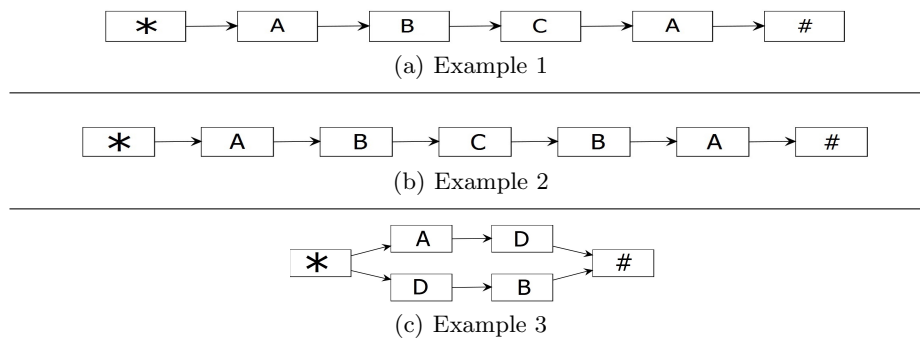 * A B C A #
(a) Example 1
* A B C B A #
(b) Example 2
A D
* #
D B
(c) Example 3